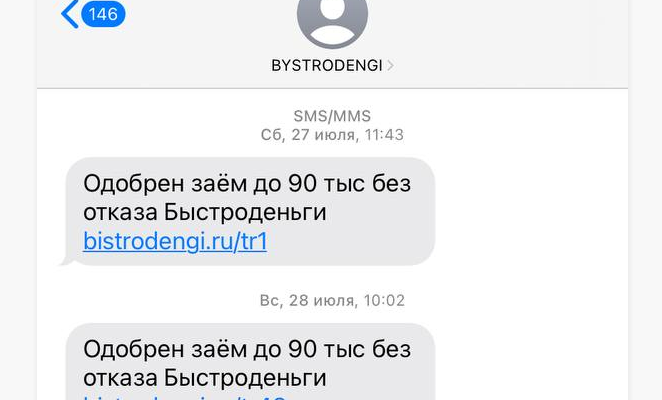 146
BYSTRODENGI
SMS/MMS
Сб, 27 июля, 11:43
Одобрен заём до 90 тыс без
отказа Быстроденьги
bistrodengi.ru/tr1
Вс, 28 июля, 10:02
Одобрен заём до 90 тыс без
отказа Быстроденьги